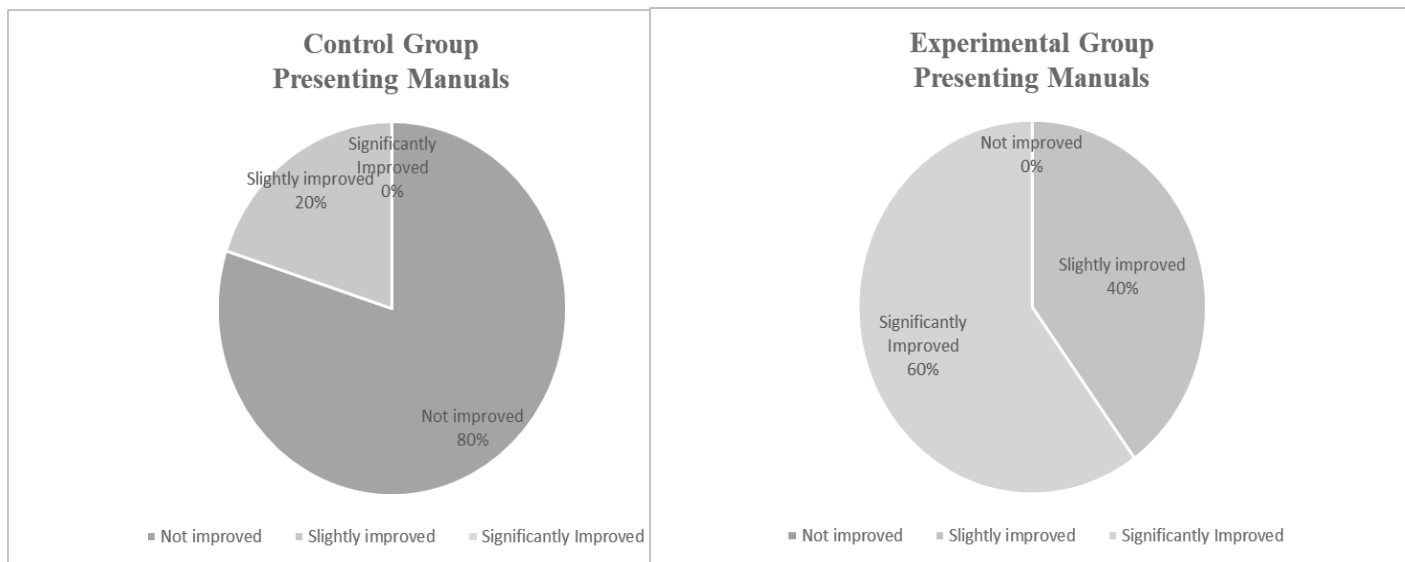 Control Group
Presenting Manuals
Significantly
Improved
0%
Slightly improved
20%
Not improved
80%
Not improved Slightly improved Significantly Improved
Experimental Group
Presenting Manuals
Not improved
0%
Slightly improved
40%
Significantly
Improved
60%
Not improved Slightly improved Significantly Improved